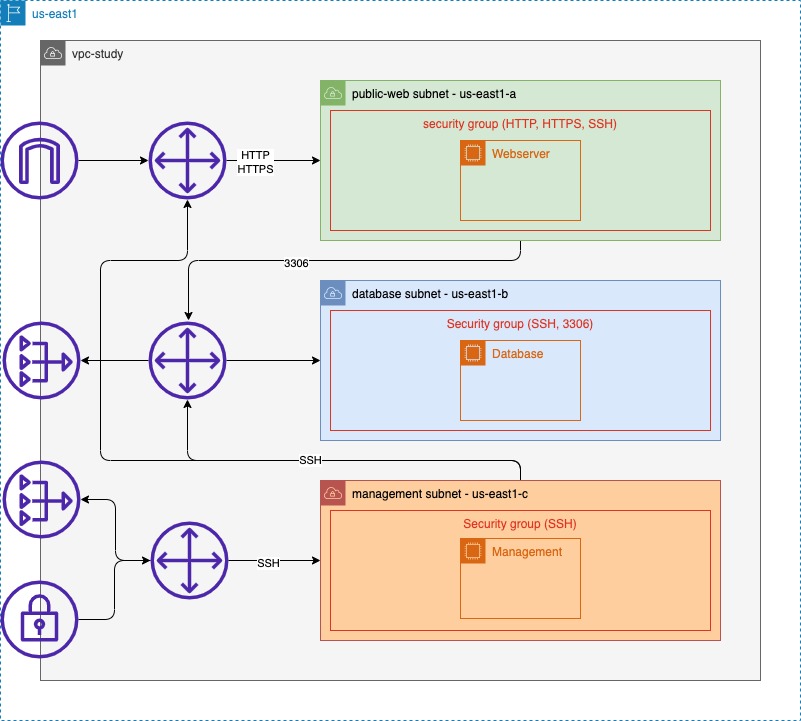 us-east1
vpc-study
public-web subnet - us-east1-a
security group (HTTP, HTTPS, SSH)
Webserver
HTTP
HTTPS
3306
database subnet - us-east1-b
Security group (SSH, 3306)
Database
SSH
management subnet - us-east1-c
Security group (SSH)
Management
SSH